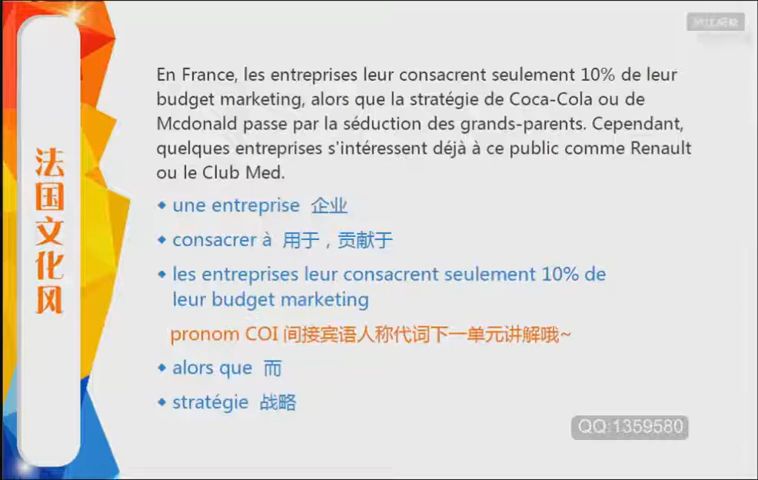 En France, les entreprises leur consacrent seulement 10% de leur
budget marketing, alors que la stratégie de Coca-Cola ou de
Mcdonald passe par la séduction des grands-parents. Cependant,
quelques entreprises s'intéressent déjà à ce public comme Renault
ou le Club Med.
法国文化风
◆ une entreprise 企业
◆ consacrer à 用于，贡献于
◆ les entreprises leur consacrent seulement 10% de
leur budget marketing
pronom COI 间接宾语人称代词下一单元讲解哦~
◆ alors que 而
◆ stratégie 战略
QQ:1359580